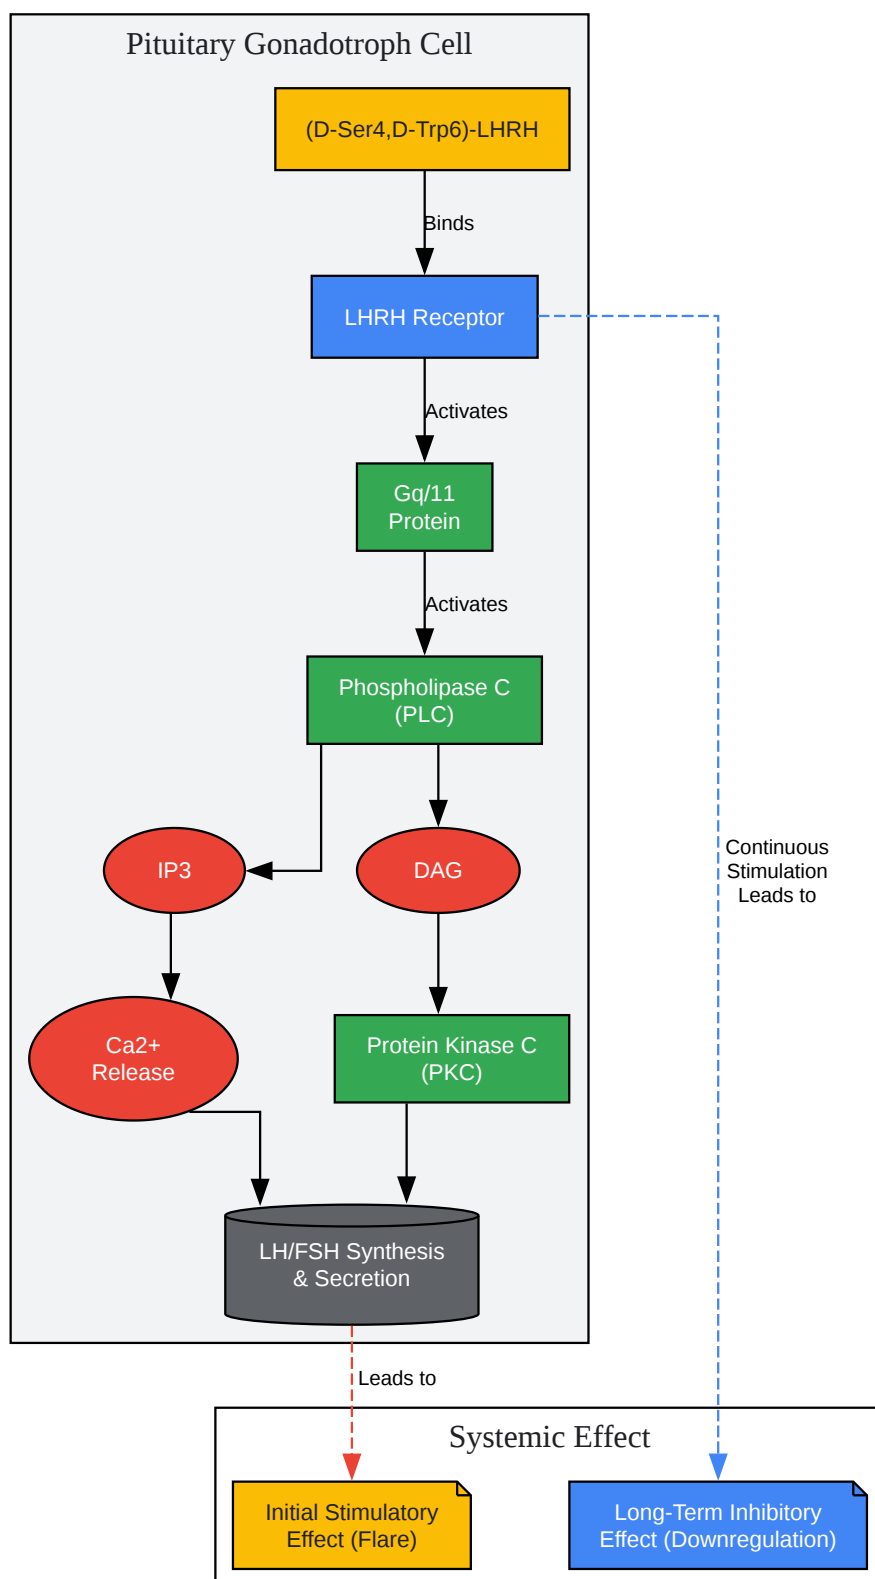 Pituitary Gonadotroph Cell
(D-Ser4,D-Trp6)-LHRH
Binds
LHRH Receptor
Activates
Gq/11
Protein
Activates
Phospholipase C
(PLC)
IP3
DAG
Continuous
Stimulation
Leads to
Ca2+
Release
Protein Kinase C
(PKC)
LH/FSH Synthesis
& Secretion
Leads to
Systemic Effect
Initial Stimulatory
Effect (Flare)
Long-Term Inhibitory
Effect (Downregulation)